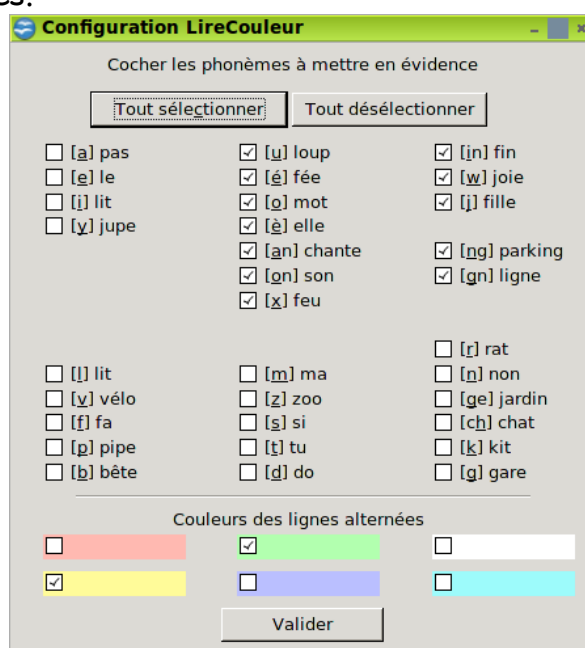 Configuration LireCouleur
Cocher les phonèmes à mettre en évidence
Tout sélectionner Tout désélectionner
[a] pas [u] loup [in] fin
[e] le [é] fée [w] joie
[i] lit [o] mot [j] fille
[y] jupe [è] elle
[an] chante [ng] parking
[on] son [gn] ligne
[x] feu
[r] rat
[l] lit [m] ma [n] non
[v] vélo [z] zoo [ge] jardin
[f] fa [s] si [ch] chat
[p] pipe [t] tu [k] kit
[b] bête [d] do [g] gare
Couleurs des lignes alternées
Valider